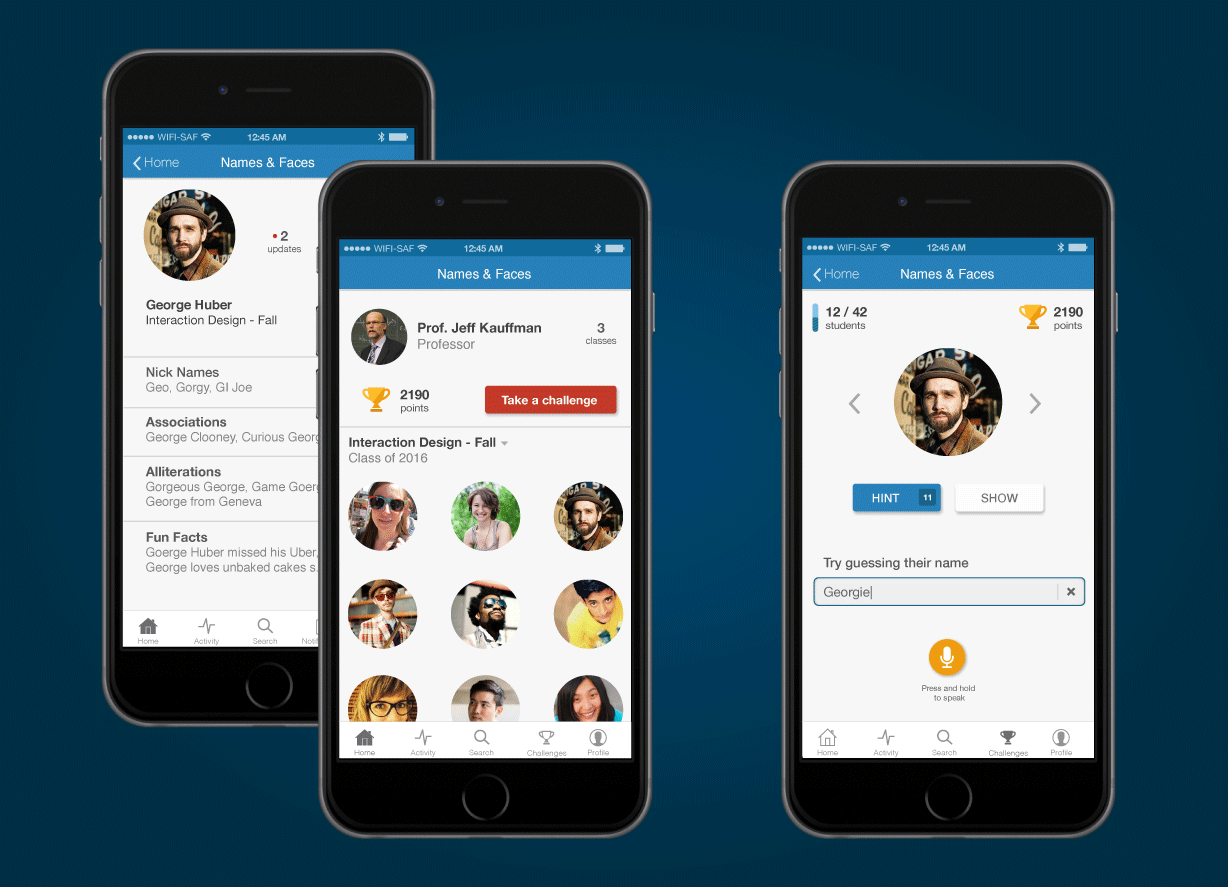 WIFI-SAF 12:45 AM
Home Names & Faces
2
updates
George Huber
Interaction Design - Fall
Nick Names
Geo, Gorgy, GI Joe
Associations
George Clooney, Curious Georg
Alliterations
Gorgeous George, Game Goerg
George from Geneva
Fun Facts
Goerge Huber missed his Uber,
George loves unbaked cakes s
Home Activity Search Notif
WIFI-SAF 12:45 AM
Names & Faces
Prof. Jeff Kauffman
Professor
3
classes
2190
points
Take a challenge
Interaction Design - Fall
Class of 2016
Home Activity Search Challenges Profile
WIFI-SAF 12:45 AM
Home Names & Faces
12 / 42
students
2190
points
HINT 11 SHOW
Try guessing their name
Georgie
Press and hold
to speak
Home Activity Search Challenges Profile